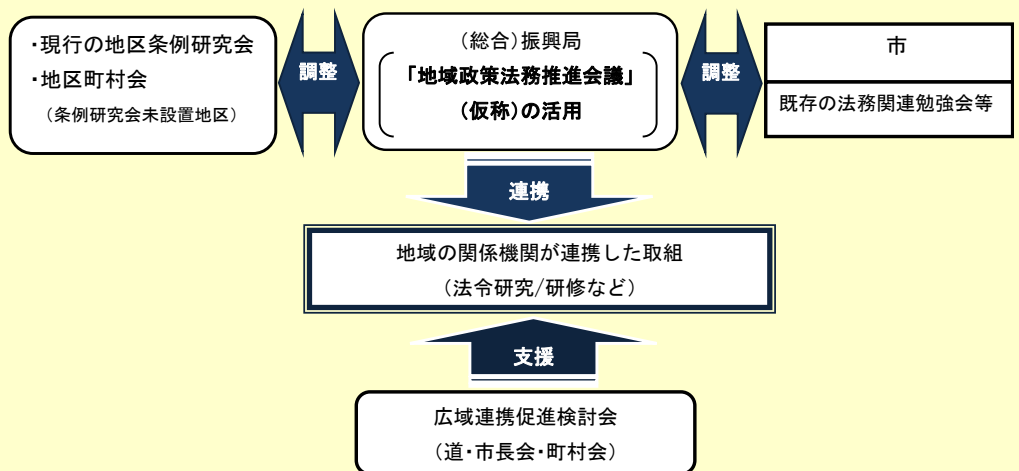 ・現行の地区条例研究会
・地区町村会
（条例研究会未設置地区）
調整
（総合）振興局
「地域政策法務推進会議」
（仮称）の活用
調整
市
既存の法務関連勉強会等
連携
地域の関係機関が連携した取組
（法令研究/研修など）
支援
広域連携促進検討会
（道・市長会・町村会）